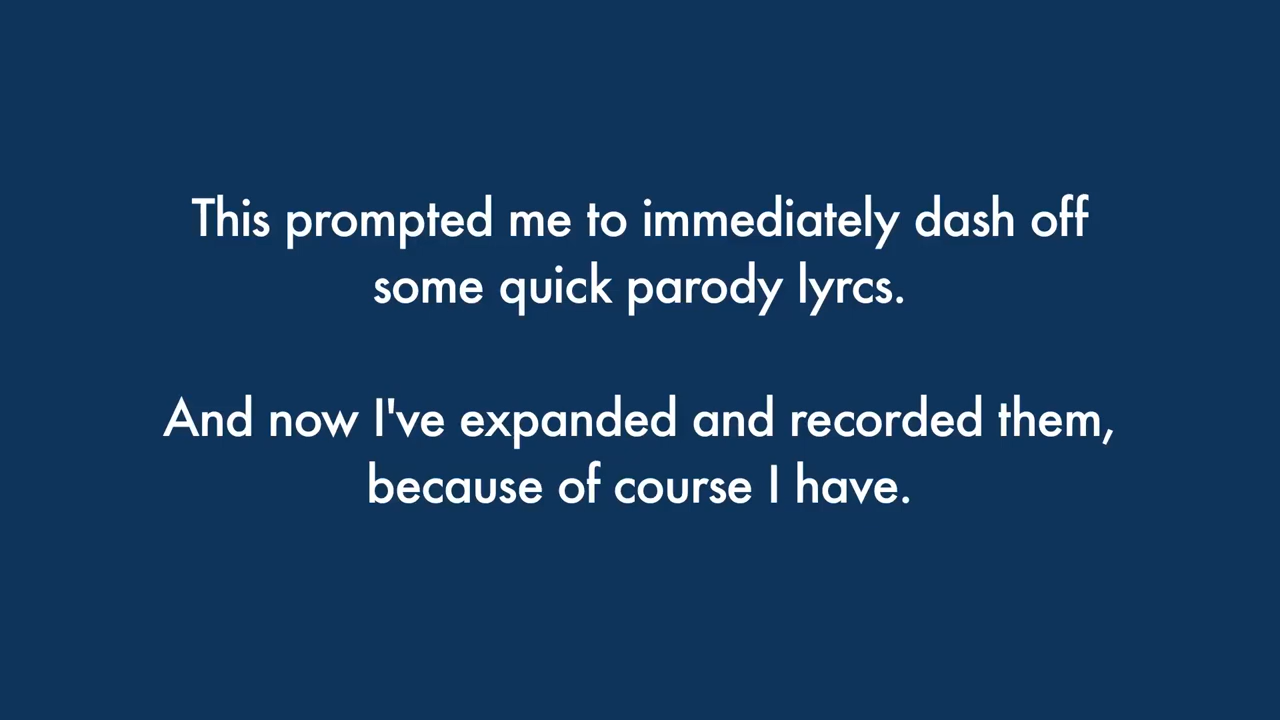 This prompted me to immediately dash off
some quick parody lyrcs.
And now I've expanded and recorded them,
because of course I have.